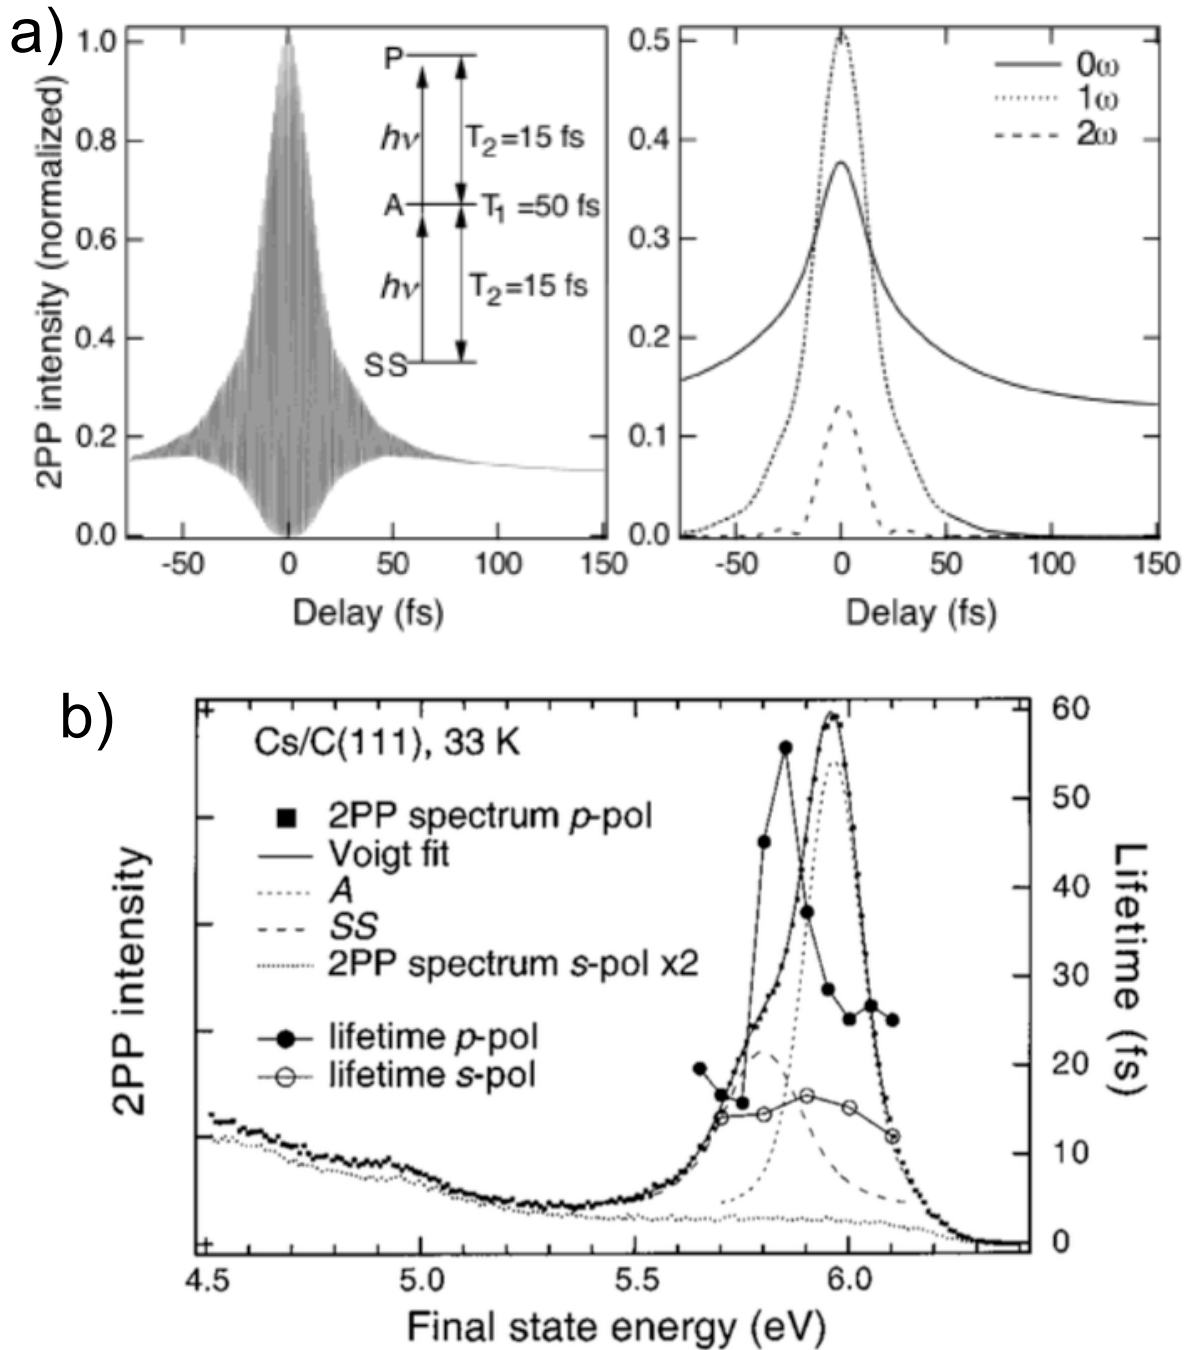 a)
2PP intensity (normalized)
1.0
0.8
0.6
0.4
0.2
0.0
P
hν
T2=15 fs
A
T1 =50 fs
hν
T2=15 fs
SS
-50 0 50 100 150
Delay (fs)
0.5
0.4
0.3
0.2
0.1
0.0
0ω
1ω
2ω
-50 0 50 100 150
Delay (fs)
b)
2PP intensity
Cs/C(111), 33 K
2PP spectrum p-pol
Voigt fit
A
SS
2PP spectrum s-pol x2
lifetime p-pol
lifetime s-pol
60
50
40
30
20
10
0
Lifetime (fs)
4.5 5.0 5.5 6.0
Final state energy (eV)